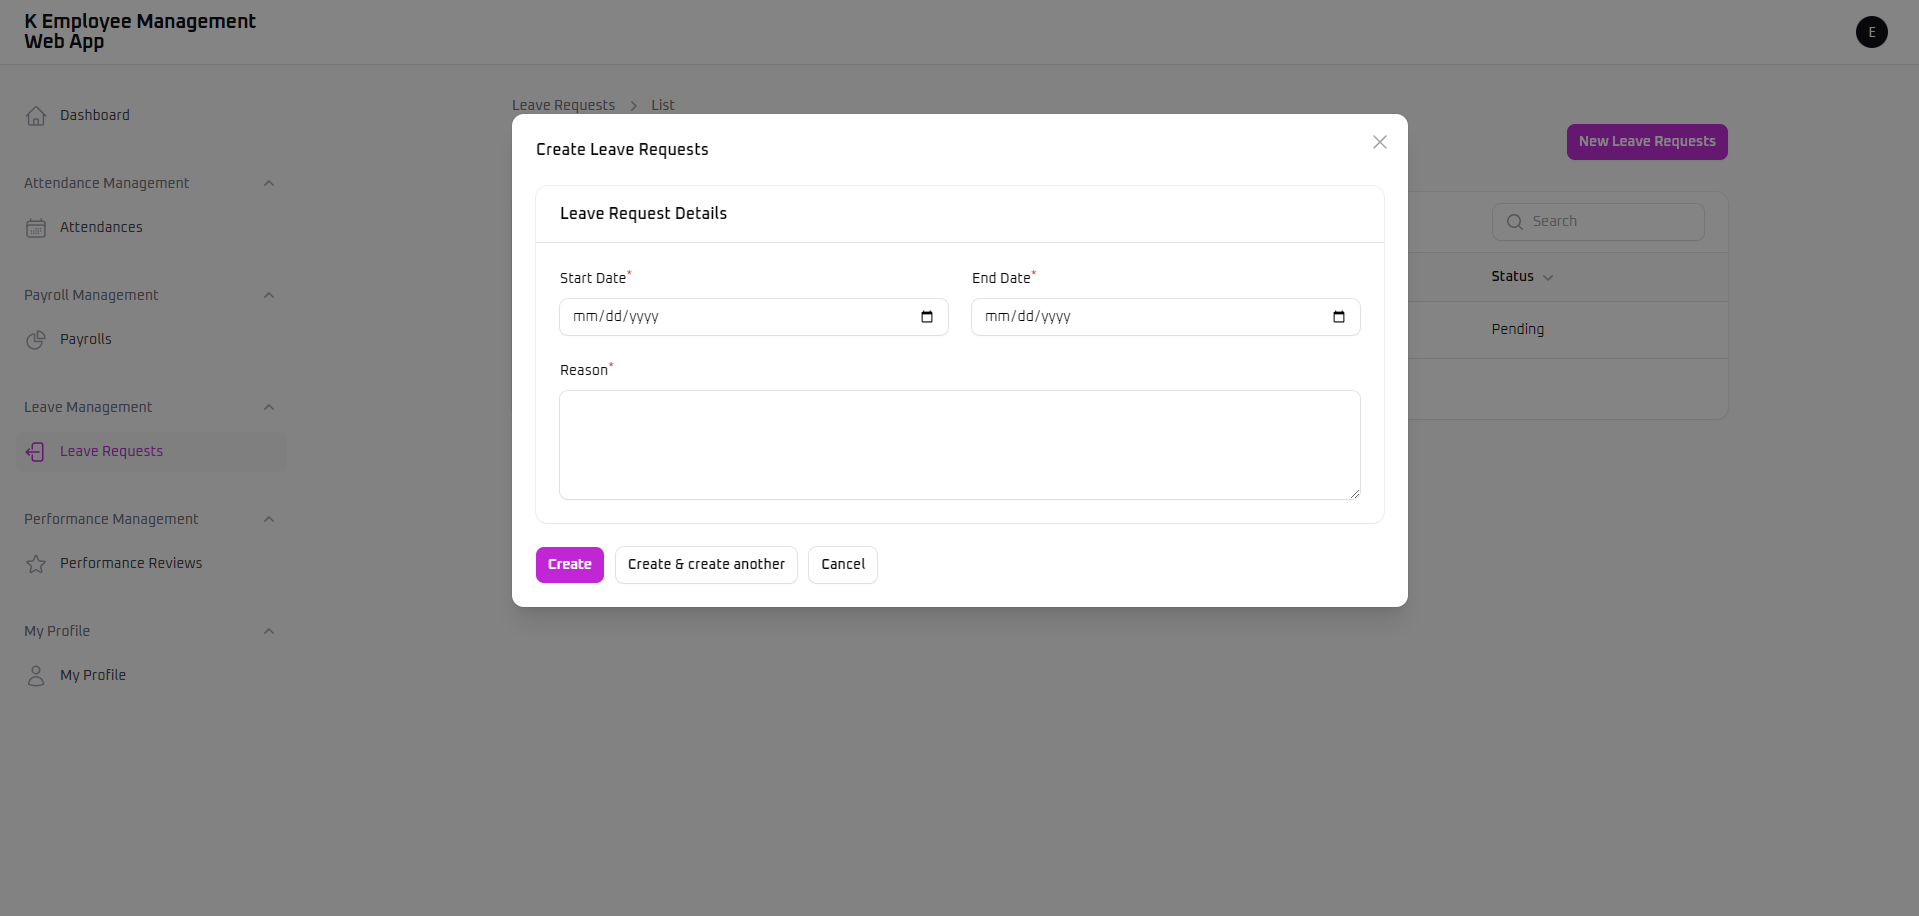 K Employee Management
Web App
E
Dashboard
Attendance Management
Attendances
Payroll Management
Payrolls
Leave Management
Leave Requests
Performance Management
Performance Reviews
My Profile
My Profile
Leave Requests > List
New Leave Requests
Search
Status
Pending
Create Leave Requests
Leave Request Details
Start Date*
End Date*
mm/dd/yyyy
mm/dd/yyyy
Reason*
Create
Create & create another
Cancel